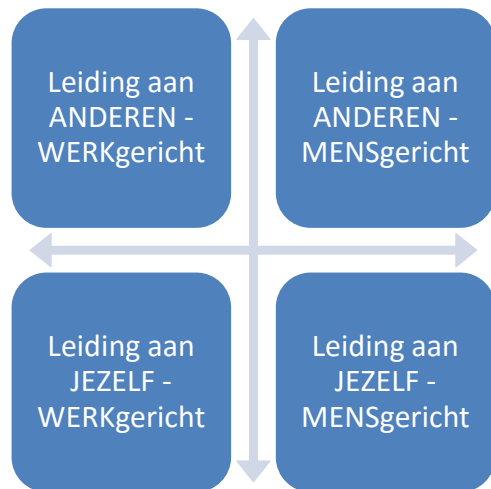 Leiding aan
ANDEREN -
WERKgericht
Leiding aan
ANDEREN -
MENSgericht
Leiding aan
JEZELF -
WERKgericht
Leiding aan
JEZELF -
MENSgericht